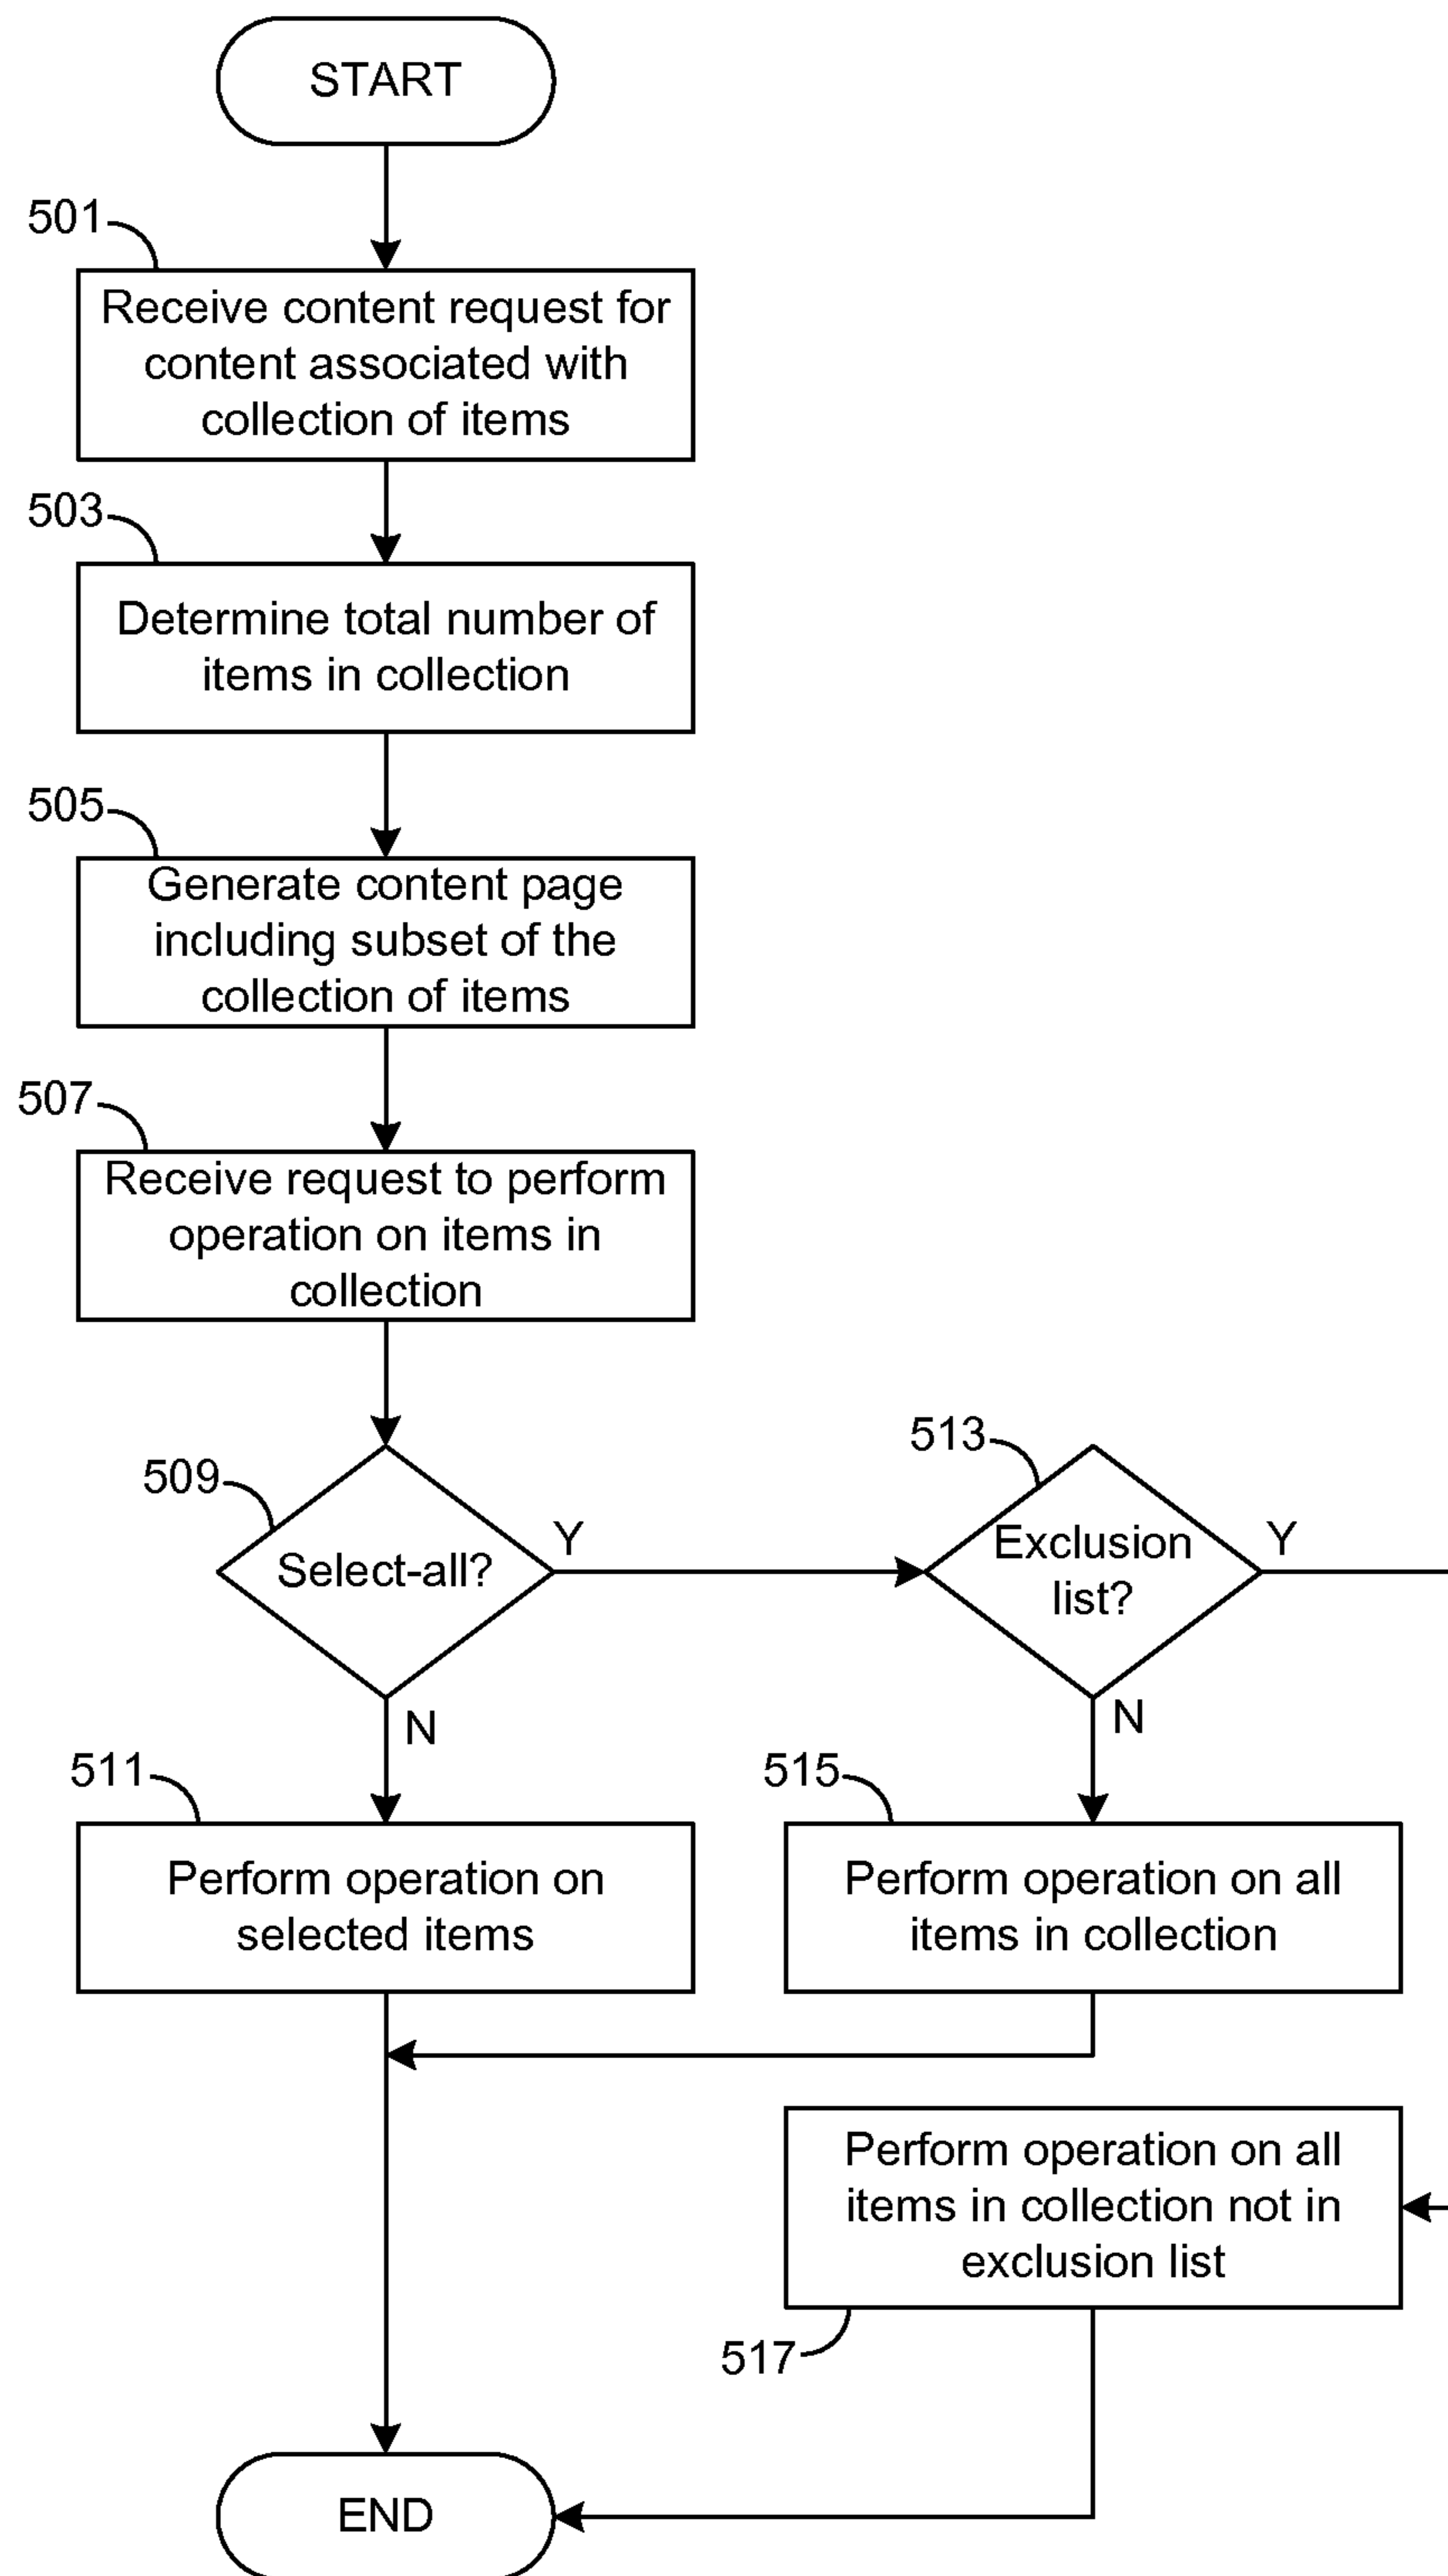 START
501
Receive content request for
content associated with
collection of items
503
Determine total number of
items in collection
505
Generate content page
including subset of the
collection of items
507
Receive request to perform
operation on items in
collection
509
Select-all?
Y
N
513
Exclusion
list?
Y
N
511
Perform operation on
selected items
515
Perform operation on all
items in collection
Perform operation on all
items in collection not in
exclusion list
517
END